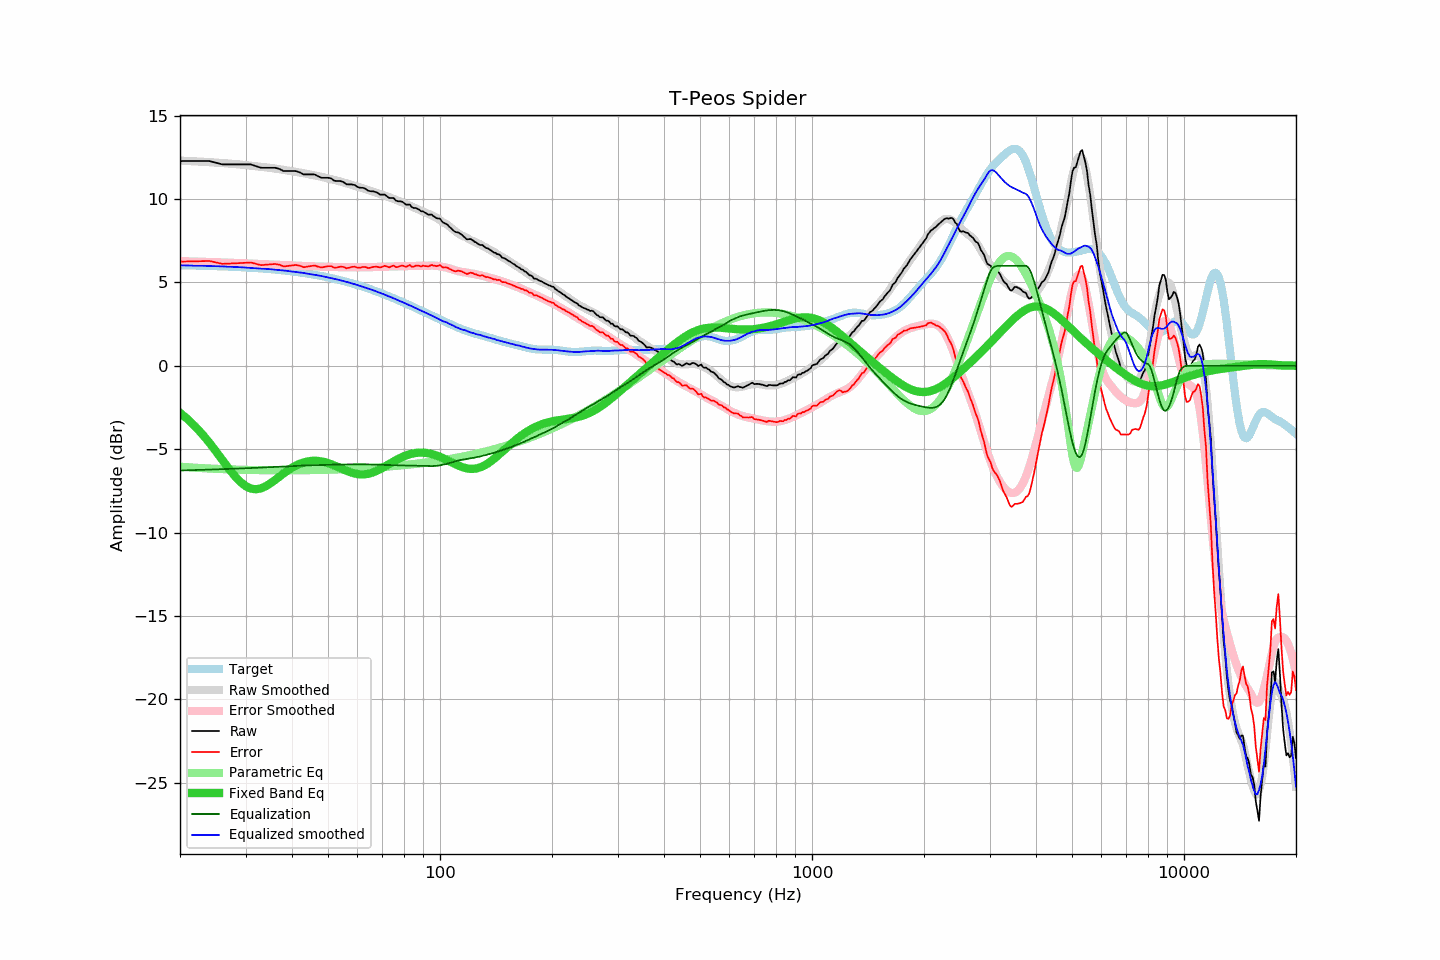 T-Peos Spider
15
10
5
0
−5
−10
−15
−20
−25
Amplitude (dBr)
Target
Raw Smoothed
Error Smoothed
Raw
Error
Parametric Eq
Fixed Band Eq
Equalization
Equalized smoothed
100
1000
10000
Frequency (Hz)